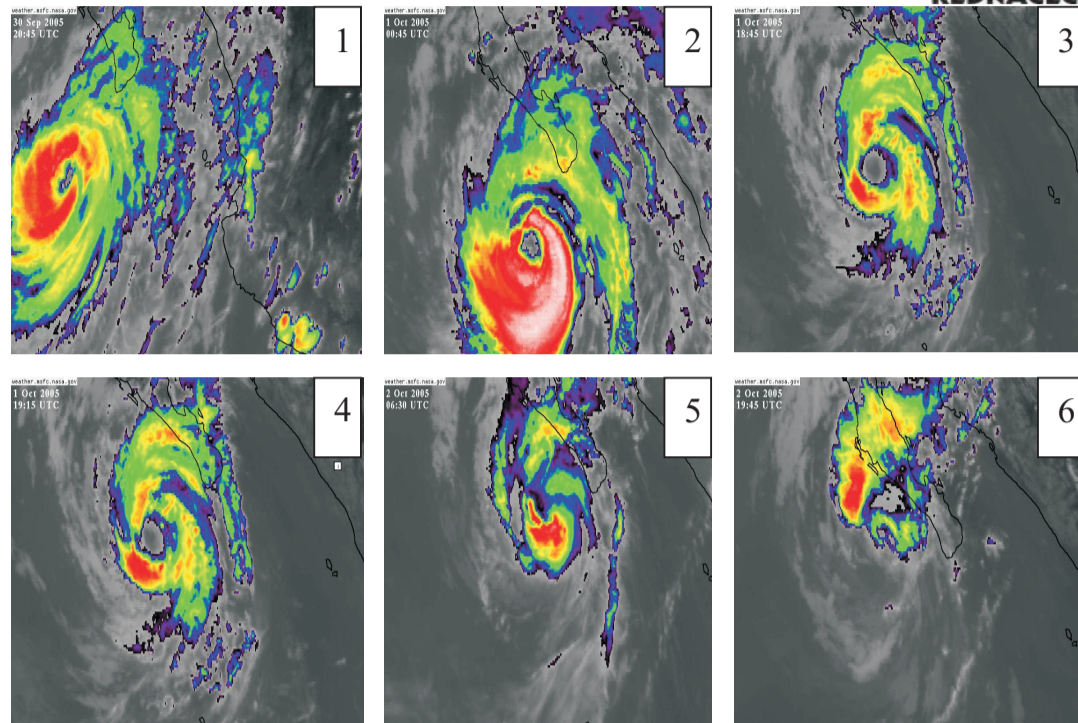 weather.msfc.nasa.gov
30 Sep 2005
20:45 UTC
1
weather.msfc.nasa.gov
1 Oct 2005
00:45 UTC
2
weather.msfc.nasa.gov
1 Oct 2005
18:45 UTC
3
weather.msfc.nasa.gov
1 Oct 2005
19:15 UTC
4
weather.msfc.nasa.gov
2 Oct 2005
06:30 UTC
5
weather.msfc.nasa.gov
2 Oct 2005
19:45 UTC
6